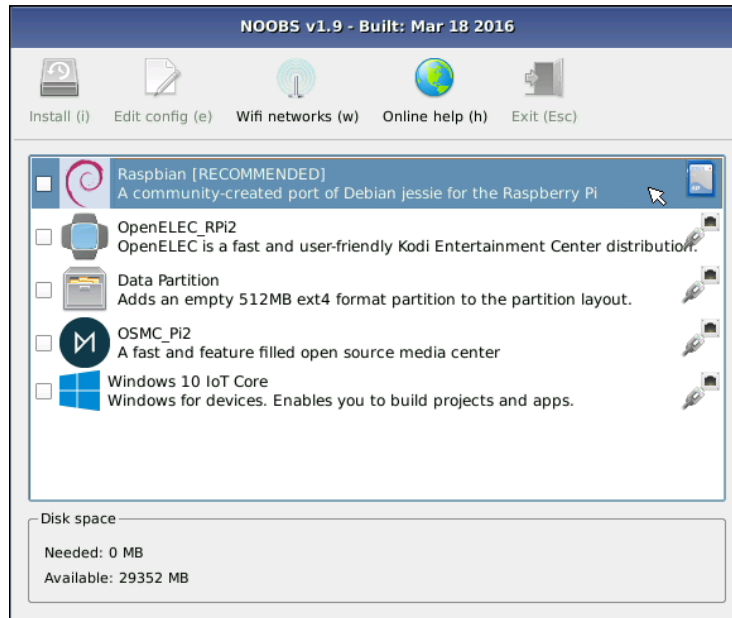 NOOBS v1.9 - Built: Mar 18 2016
Install (i) Edit config (e) Wifi networks (w) Online help (h) Exit (Esc)
Raspbian [RECOMMENDED]
A community-created port of Debian jessie for the Raspberry Pi
OpenELEC_RPi2
OpenELEC is a fast and user-friendly Kodi Entertainment Center distribution.
Data Partition
Adds an empty 512MB ext4 format partition to the partition layout.
OSMC_Pi2
A fast and feature filled open source media center
Windows 10 IoT Core
Windows for devices. Enables you to build projects and apps.
Disk space
Needed: 0 MB
Available: 29352 MB